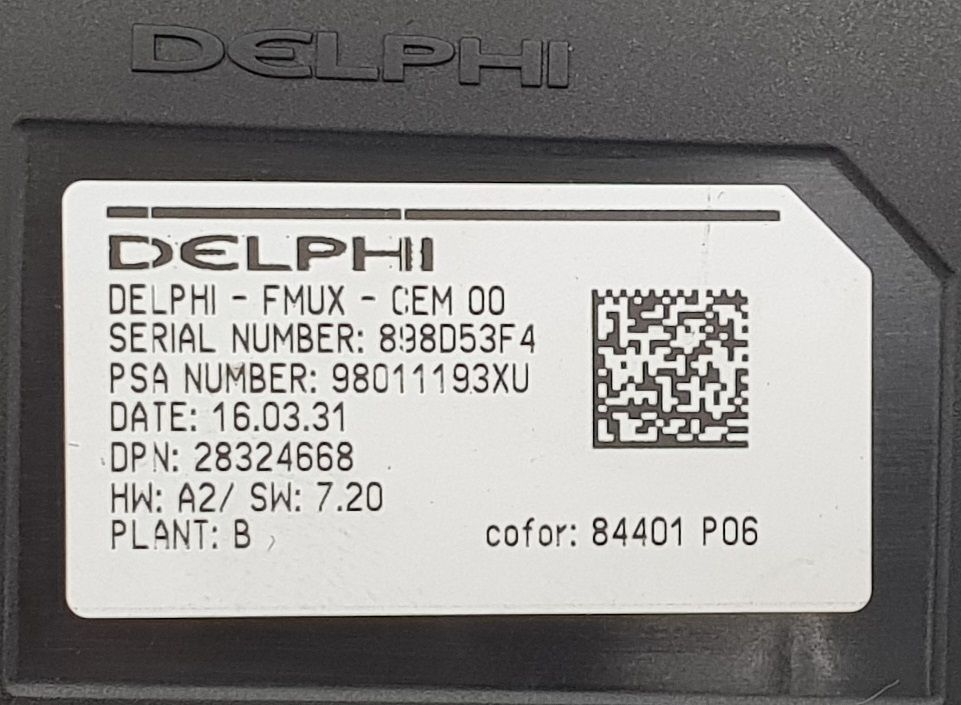 DELPHI
DELPHI
DELPHI - FMUX - CEM 00
SERIAL NUMBER: 898D53F4
PSA NUMBER: 98011193XU
DATE: 16.03.31
DPN: 28324668
HW: A2/ SW: 7.20
PLANT: B
cofor: 84401 P06